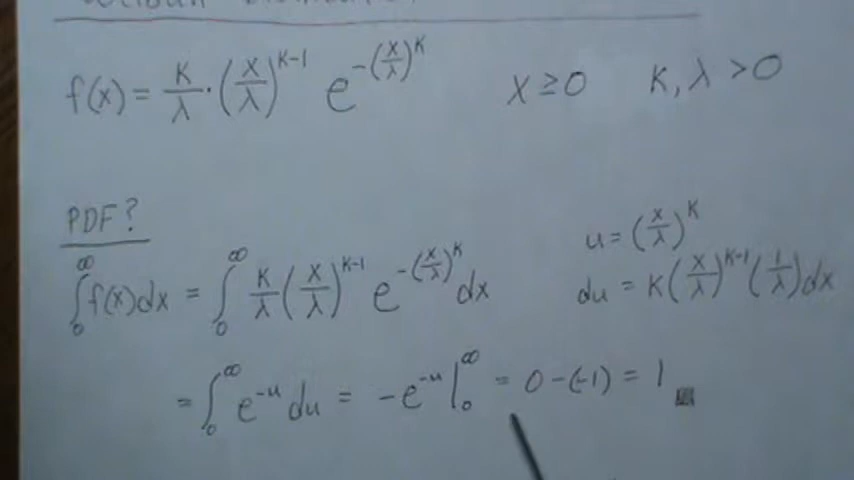 f(x) = K/λ · (x/λ)^(K-1) e^(-(x/λ)^K) x ≥ 0 K, λ > 0
PDF?
u = (x/λ)^K
∫₀^∞ f(x)dx = ∫₀^∞ K/λ (x/λ)^(K-1) e^(-(x/λ)^K) dx du = K(x/λ)^(K-1) (1/λ)dx
= ∫₀^∞ e^(-u) du = -e^(-u) |₀^∞ = 0 - (-1) = 1